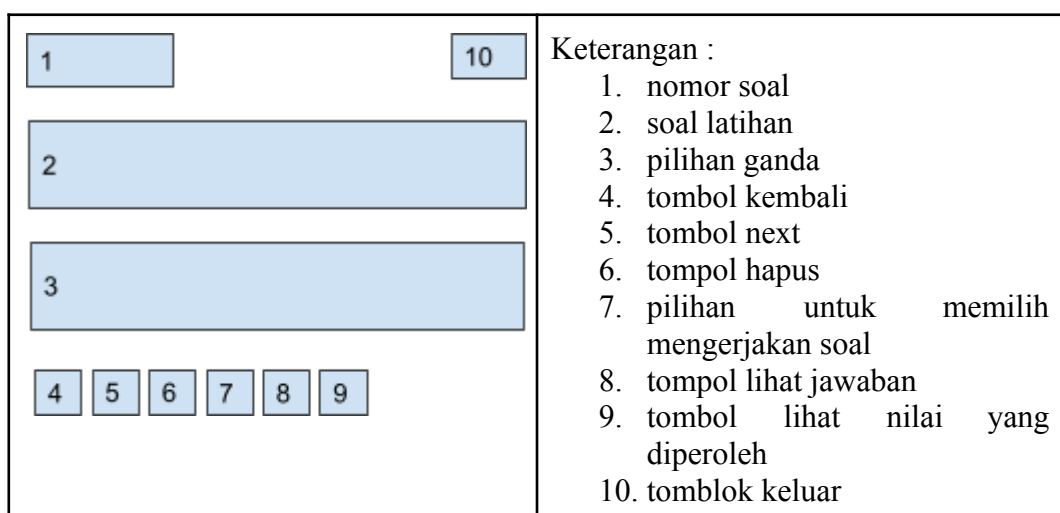 1
10
2
3
4 5 6 7 8 9
Keterangan :
1. nomor soal
2. soal latihan
3. pilihan ganda
4. tombol kembali
5. tombol next
6. tompol hapus
7. pilihan untuk memilih
mengerjakan soal
8. tompol lihat jawaban
9. tombol lihat nilai yang
diperoleh
10. tomblok keluar